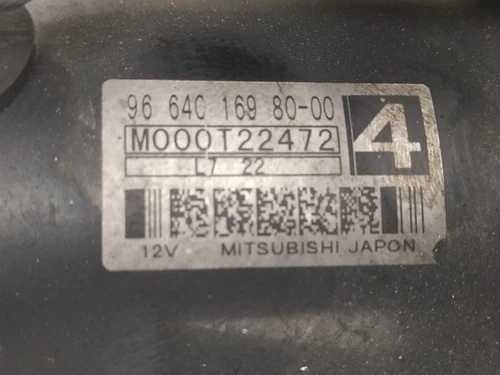 96 640 169 80-00
4
M000T22472
L7 22
12V MITSUBISHI JAPON